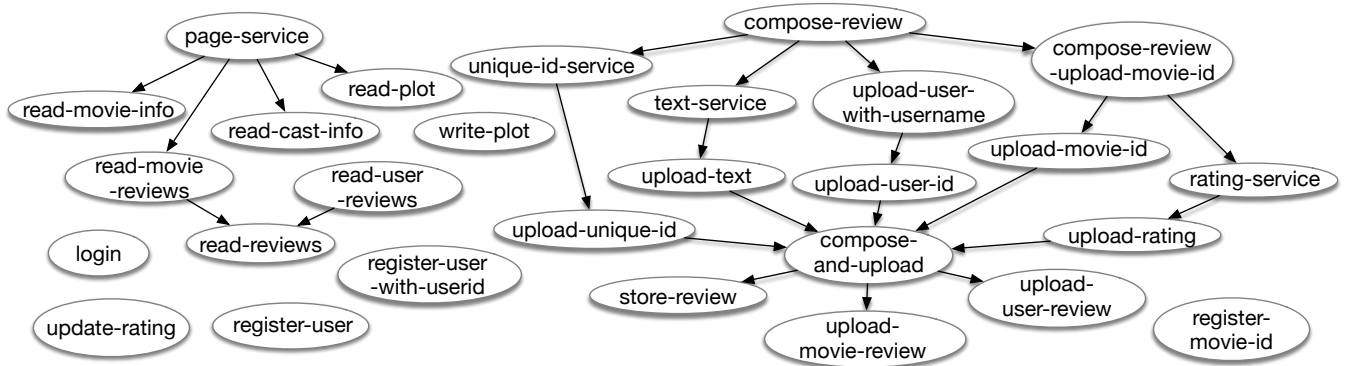 page-service
compose-review
unique-id-service
compose-review
-upload-movie-id
read-movie-info
read-plot
read-cast-info
write-plot
text-service
upload-user-
with-username
read-movie
-reviews
read-user
-reviews
upload-text
upload-user-id
upload-movie-id
rating-service
login
read-reviews
upload-unique-id
compose-
and-upload
upload-rating
register-user
-with-userid
store-review
upload-
user-review
update-rating
register-user
upload-
movie-review
register-
movie-id